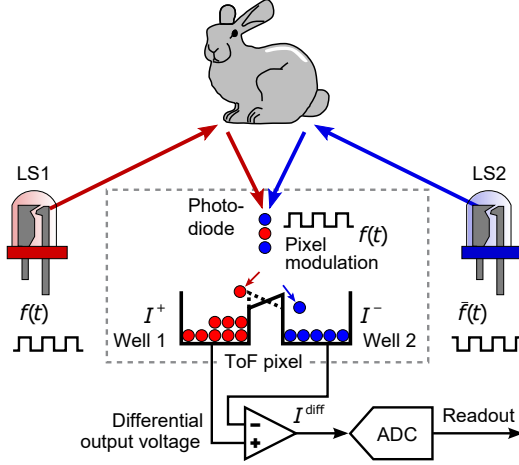 LS1
LS2
Photo-
diode
f(t)
Pixel
modulation
f(t)
f̄(t)
I⁺
I⁻
Well 1
Well 2
ToF pixel
Differential
output voltage
−
+
I^diff
ADC
Readout